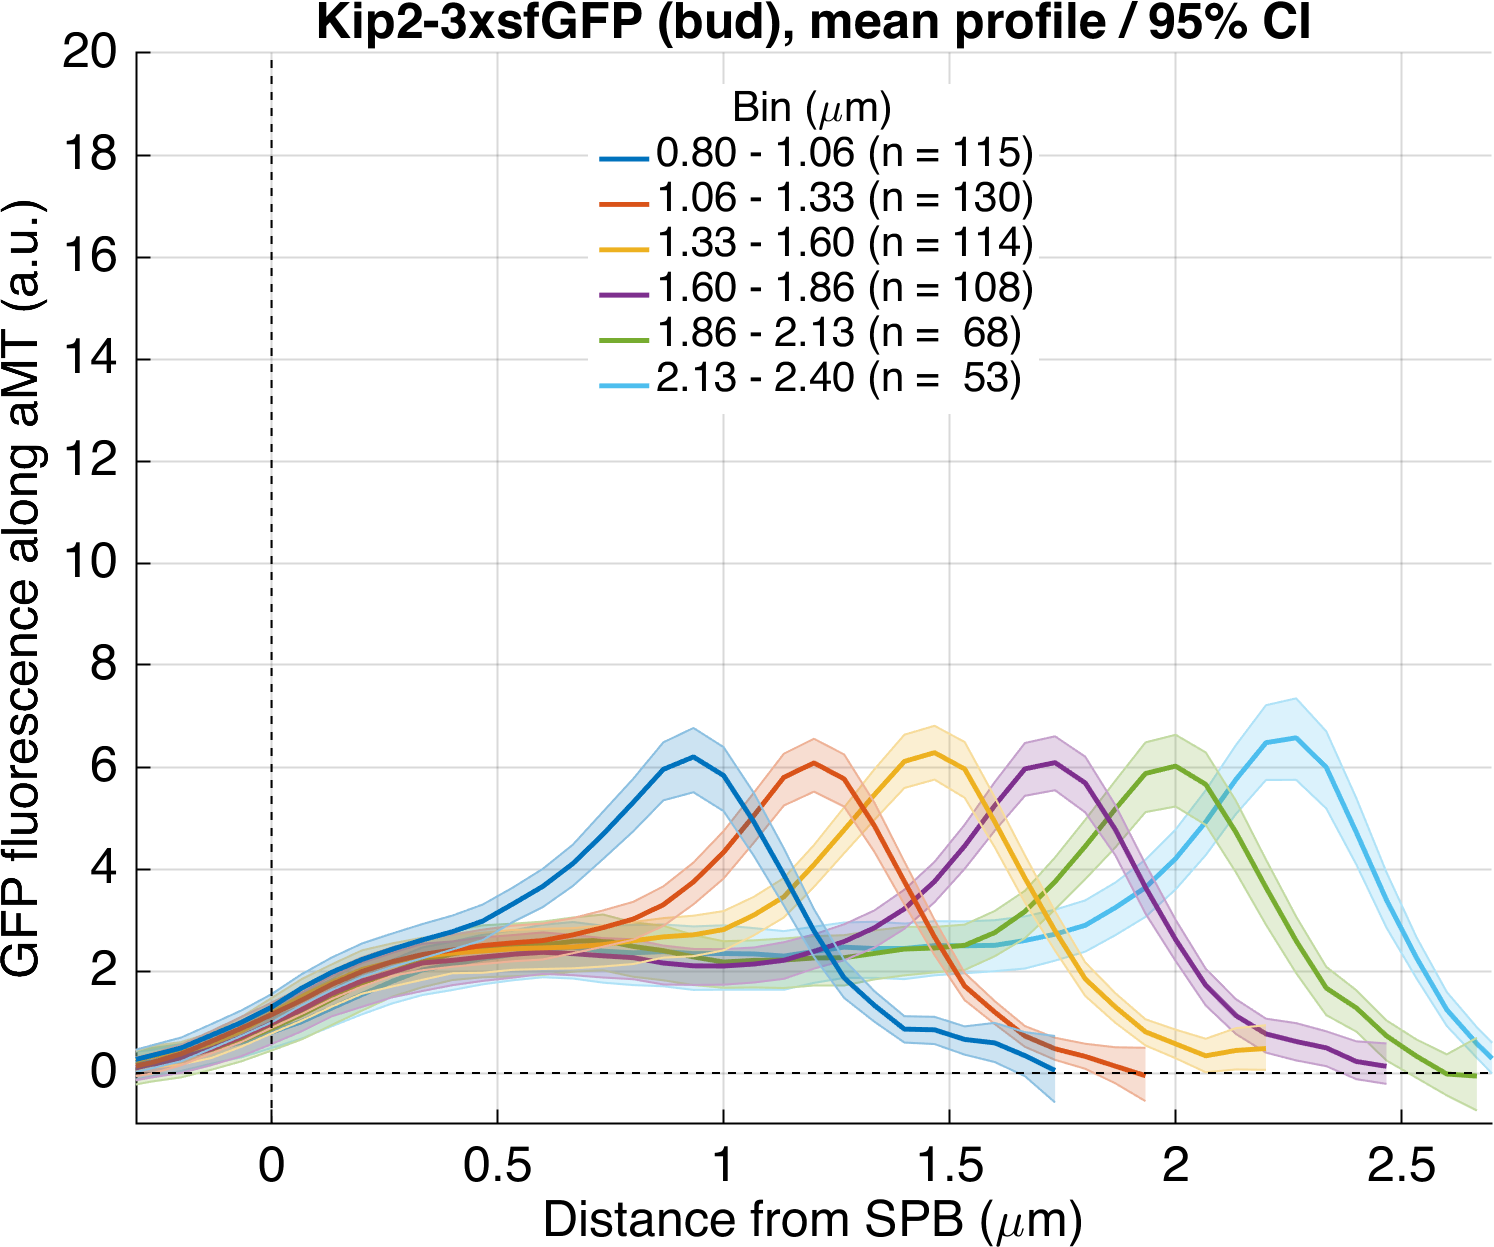 Kip2-3xsfGFP (bud), mean profile / 95% CI
GFP fluorescence along aMT (a.u.)
20
18
16
14
12
10
8
6
4
2
0
Bin (μm)
0.80 - 1.06 (n = 115)
1.06 - 1.33 (n = 130)
1.33 - 1.60 (n = 114)
1.60 - 1.86 (n = 108)
1.86 - 2.13 (n = 68)
2.13 - 2.40 (n = 53)
0 0.5 1 1.5 2 2.5
Distance from SPB (μm)